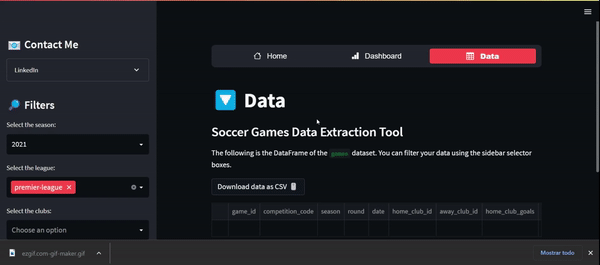 Contact Me
LinkedIn
Filters
Select the season:
2021
Select the league:
premier-league
Select the clubs:
Choose an option
Home
Dashboard
Data
Data
Soccer Games Data Extraction Tool
The following is the DataFrame of the games dataset. You can filter your data using the sidebar selector
boxes.
Download data as CSV
game_id competition_code season round date home_club_id away_club_id home_club_goals
ezgif.com-gif-maker.gif
Mostrar todo